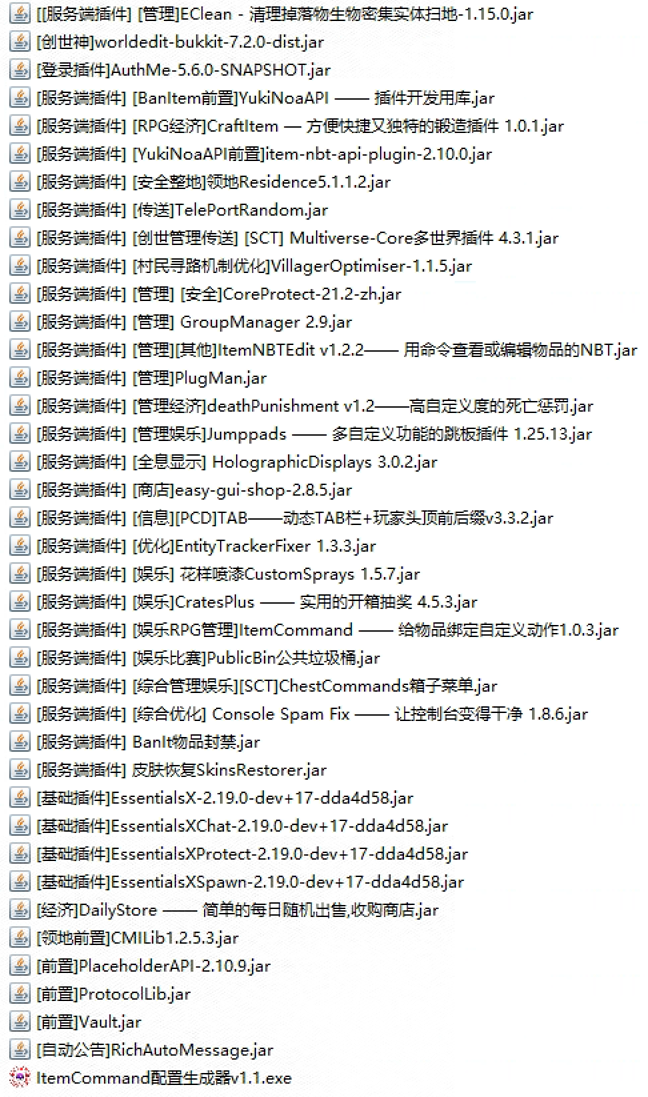 [[服务端插件] [管理]EClean - 清理掉落物生物密集实体扫地-1.15.0.jar
[创世神]worldedit-bukkit-7.2.0-dist.jar
[登录插件]AuthMe-5.6.0-SNAPSHOT.jar
[服务端插件] [BanItem前置]YukiNoaAPI —— 插件开发用库.jar
[服务端插件] [RPG经济]CraftItem — 方便快捷又独特的锻造插件 1.0.1.jar
[服务端插件] [YukiNoaAPI前置]item-nbt-api-plugin-2.10.0.jar
[服务端插件] [安全整地]领地Residence5.1.1.2.jar
[服务端插件] [传送]TelePortRandom.jar
[服务端插件] [创世管理传送] [SCT] Multiverse-Core多世界插件 4.3.1.jar
[服务端插件] [村民寻路机制优化]VillagerOptimiser-1.1.5.jar
[服务端插件] [管理] [安全]CoreProtect-21.2-zh.jar
[服务端插件] [管理] GroupManager 2.9.jar
[服务端插件] [管理][其他]ItemNBTEdit v1.2.2—— 用命令查看或编辑物品的NBT.jar
[服务端插件] [管理]PlugMan.jar
[服务端插件] [管理经济]deathPunishment v1.2——高自定义度的死亡惩罚.jar
[服务端插件] [管理娱乐]Jumppads —— 多自定义功能的跳板插件 1.25.13.jar
[服务端插件] [全息显示] HolographicDisplays 3.0.2.jar
[服务端插件] [商店]easy-gui-shop-2.8.5.jar
[服务端插件] [信息][PCD]TAB——动态TAB栏+玩家头顶前后缀v3.3.2.jar
[服务端插件] [优化]EntityTrackerFixer 1.3.3.jar
[服务端插件] [娱乐] 花样喷漆CustomSprays 1.5.7.jar
[服务端插件] [娱乐]CratesPlus —— 实用的开箱抽奖 4.5.3.jar
[服务端插件] [娱乐RPG管理]ItemCommand —— 给物品绑定自定义动作1.0.3.jar
[服务端插件] [娱乐比赛]PublicBin公共垃圾桶.jar
[服务端插件] [综合管理娱乐][SCT]ChestCommands箱子菜单.jar
[服务端插件] [综合优化] Console Spam Fix —— 让控制台变得干净 1.8.6.jar
[服务端插件] BanIt物品封禁.jar
[服务端插件] 皮肤恢复SkinsRestorer.jar
[基础插件]EssentialsX-2.19.0-dev+17-dda4d58.jar
[基础插件]EssentialsXChat-2.19.0-dev+17-dda4d58.jar
[基础插件]EssentialsXProtect-2.19.0-dev+17-dda4d58.jar
[基础插件]EssentialsXSpawn-2.19.0-dev+17-dda4d58.jar
[经济]DailyStore —— 简单的每日随机出售,收购商店.jar
[领地前置]CMILib1.2.5.3.jar
[前置]PlaceholderAPI-2.10.9.jar
[前置]ProtocolLib.jar
[前置]Vault.jar
[自动公告]RichAutoMessage.jar
ItemCommand配置生成器v1.1.exe